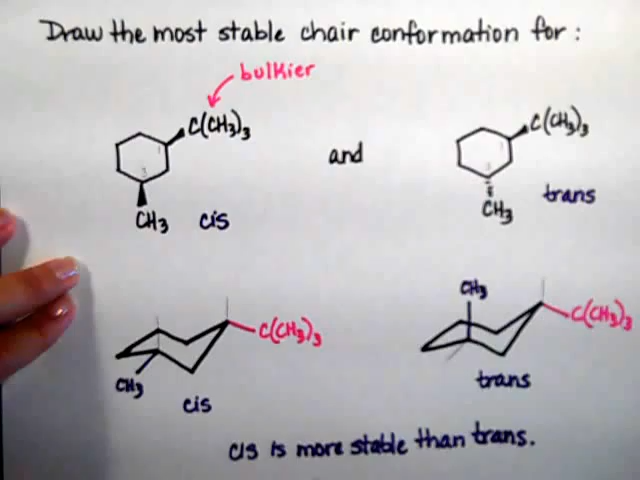 Draw the most stable chair conformation for:
bulkier
C(CH3)3
and
C(CH3)3
CH3
cis
CH3
trans
CH3
C(CH3)3
C(CH3)3
CH3
cis
trans
cis is more stable than trans.